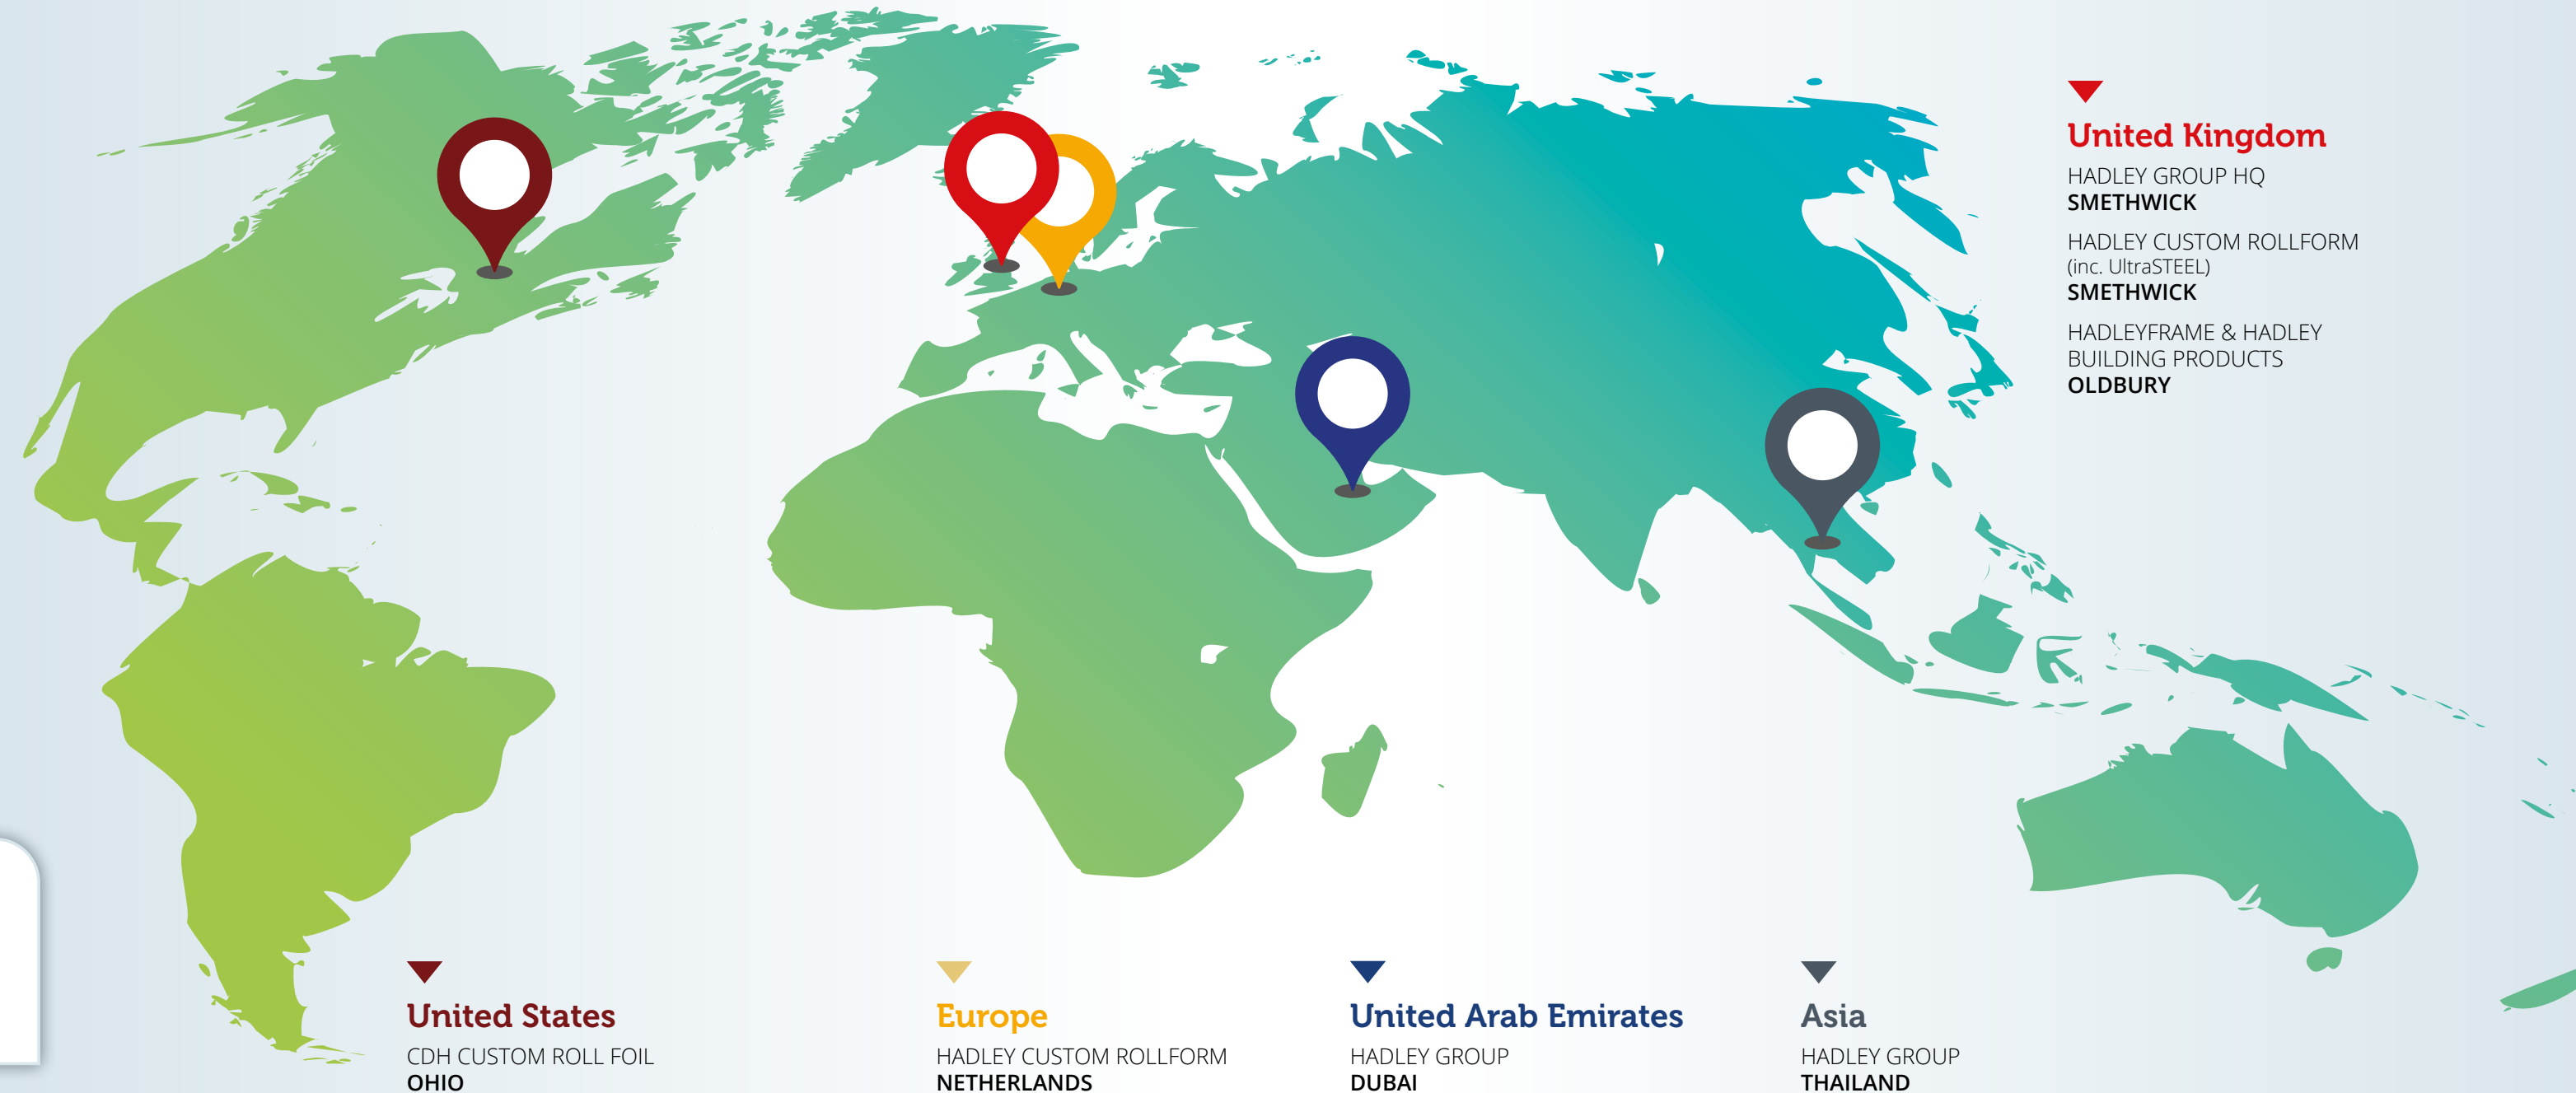 United Kingdom
HADLEY GROUP HQ
SMETHWICK
HADLEY CUSTOM ROLLFORM
(inc. UltraSTEEL)
SMETHWICK
HADLEYFRAME & HADLEY
BUILDING PRODUCTS
OLDBURY
United States
CDH CUSTOM ROLL FOIL
OHIO
Europe
HADLEY CUSTOM ROLLFORM
NETHERLANDS
United Arab Emirates
HADLEY GROUP
DUBAI
Asia
HADLEY GROUP
THAILAND